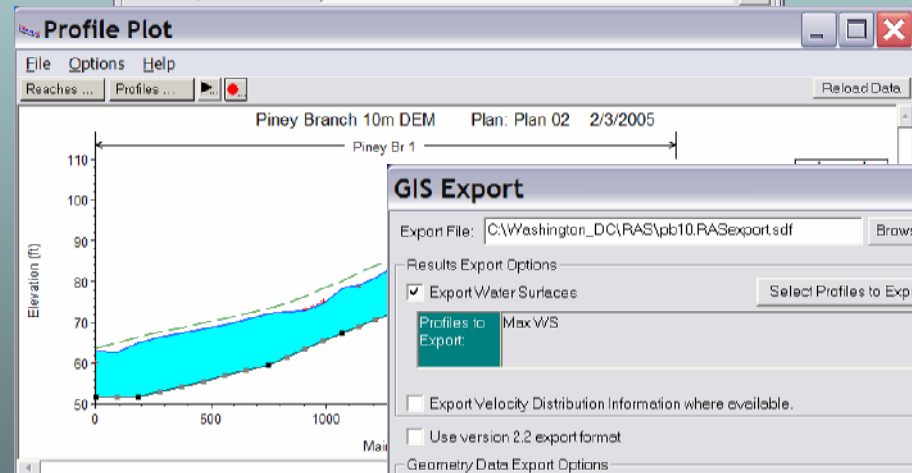 Profile Plot
File Options Help
Reaches ... Profiles ...
Reload Data
Piney Branch 10m DEM Plan: Plan 02 2/3/2005
Piney Br 1
110
100
90
80
70
60
50
Elevation (ft)
0 500 1000
Mai
GIS Export
Export File: C:\Washington_DC\RAS\pb10.RASexport.sdf Brows
Results Export Options
Export Water Surfaces Select Profiles to Exp
Profiles to Export: Max WS
Export Velocity Distribution Information where available.
Use version 2.2 export format
Geometry Data Export Options